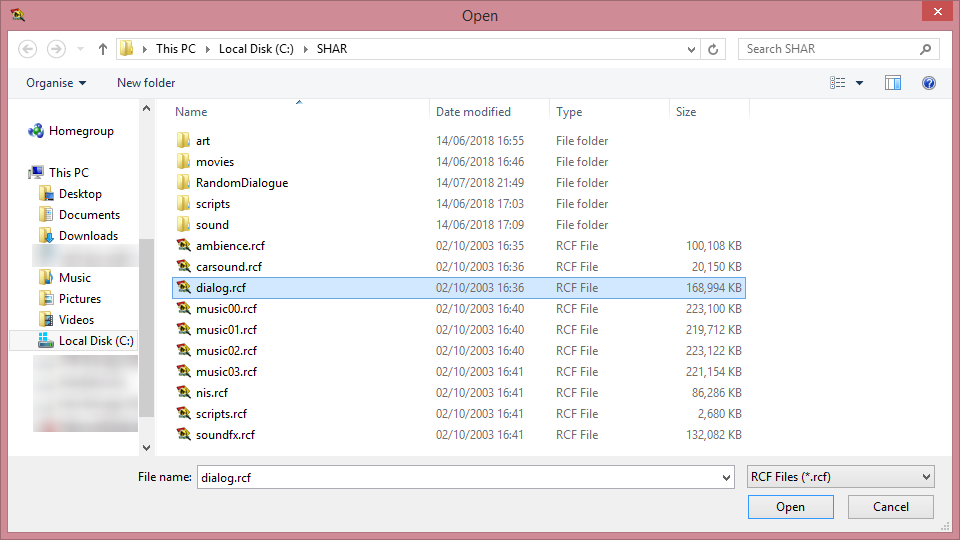 Open
This PC Local Disk (C:) SHAR Search SHAR
Organise New folder
Name Date modified Type Size
Homegroup
This PC
Desktop
Documents
Downloads
Music
Pictures
Videos
Local Disk (C:)
art 14/06/2018 16:55 File folder
movies 14/06/2018 16:46 File folder
RandomDialogue 14/07/2018 21:49 File folder
scripts 14/06/2018 17:03 File folder
sound 14/06/2018 17:09 File folder
ambience.rcf 02/10/2003 16:35 RCF File 100,108 KB
carsound.rcf 02/10/2003 16:36 RCF File 20,150 KB
dialog.rcf 02/10/2003 16:36 RCF File 168,994 KB
music00.rcf 02/10/2003 16:40 RCF File 223,100 KB
music01.rcf 02/10/2003 16:40 RCF File 219,712 KB
music02.rcf 02/10/2003 16:40 RCF File 223,122 KB
music03.rcf 02/10/2003 16:41 RCF File 221,154 KB
nis.rcf 02/10/2003 16:41 RCF File 86,286 KB
scripts.rcf 02/10/2003 16:41 RCF File 2,680 KB
soundfx.rcf 02/10/2003 16:41 RCF File 132,082 KB
File name: dialog.rcf RCF Files (*.rcf)
Open Cancel